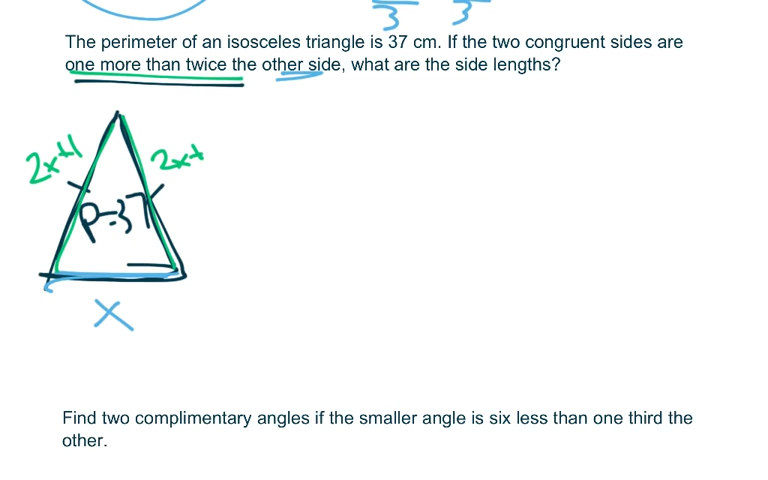 3 3
The perimeter of an isosceles triangle is 37 cm. If the two congruent sides are
one more than twice the other side, what are the side lengths?
2x+1 2x+
P=37
x
Find two complimentary angles if the smaller angle is six less than one third the
other.